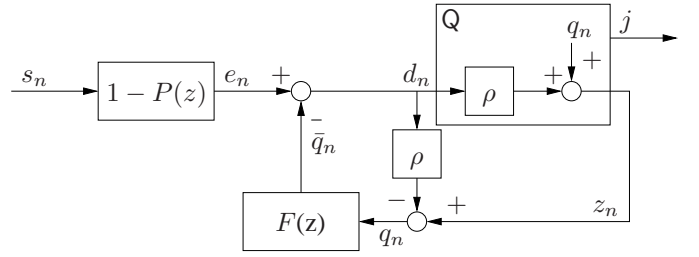 Q
q_n
j
s_n
1 − P(z)
e_n
+
d_n
ρ
+
+
−
q̄_n
ρ
−
+
z_n
F(z)
q_n